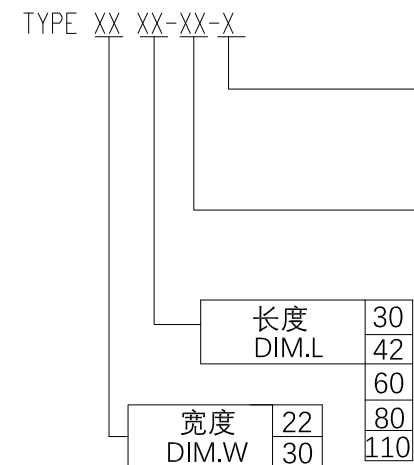 TYPE XX XX-XX-X
长度 30
DIM.L 42
60
80
110
宽度 22
DIM.W 30